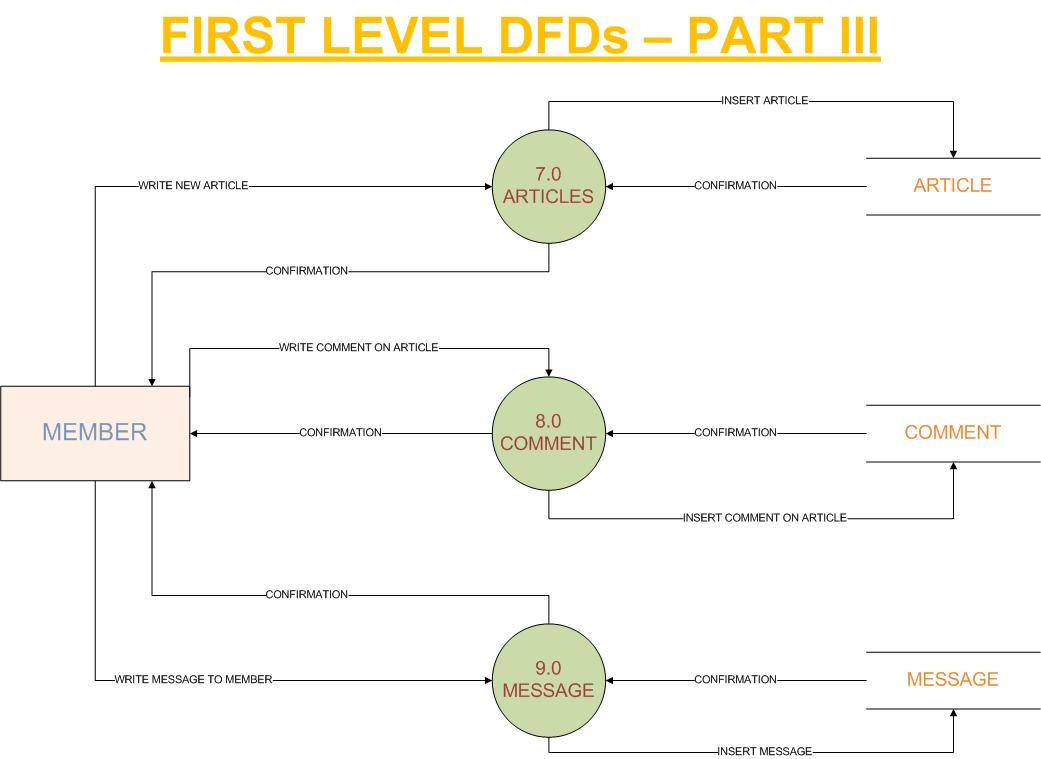 FIRST LEVEL DFDs – PART III
INSERT ARTICLE
7.0
ARTICLES
WRITE NEW ARTICLE
CONFIRMATION
ARTICLE
CONFIRMATION
WRITE COMMENT ON ARTICLE
MEMBER
CONFIRMATION
8.0
COMMENT
CONFIRMATION
COMMENT
INSERT COMMENT ON ARTICLE
CONFIRMATION
9.0
MESSAGE
WRITE MESSAGE TO MEMBER
CONFIRMATION
MESSAGE
INSERT MESSAGE